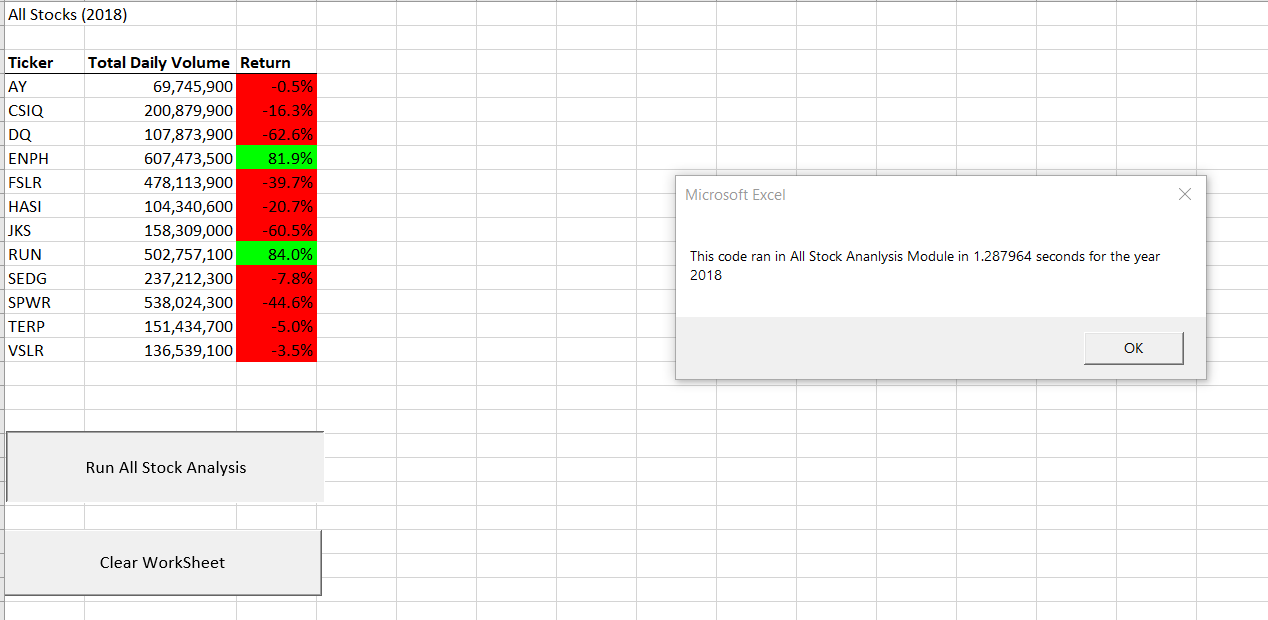 All Stocks (2018)
Ticker Total Daily Volume Return
AY 69,745,900 -0.5%
CSIQ 200,879,900 -16.3%
DQ 107,873,900 -62.6%
ENPH 607,473,500 81.9%
FSLR 478,113,900 -39.7%
HASI 104,340,600 -20.7%
JKS 158,309,000 -60.5%
RUN 502,757,100 84.0%
SEDG 237,212,300 -7.8%
SPWR 538,024,300 -44.6%
TERP 151,434,700 -5.0%
VSLR 136,539,100 -3.5%
Run All Stock Analysis
Clear WorkSheet
Microsoft Excel
This code ran in All Stock Ananlysis Module in 1.287964 seconds for the year
2018
OK